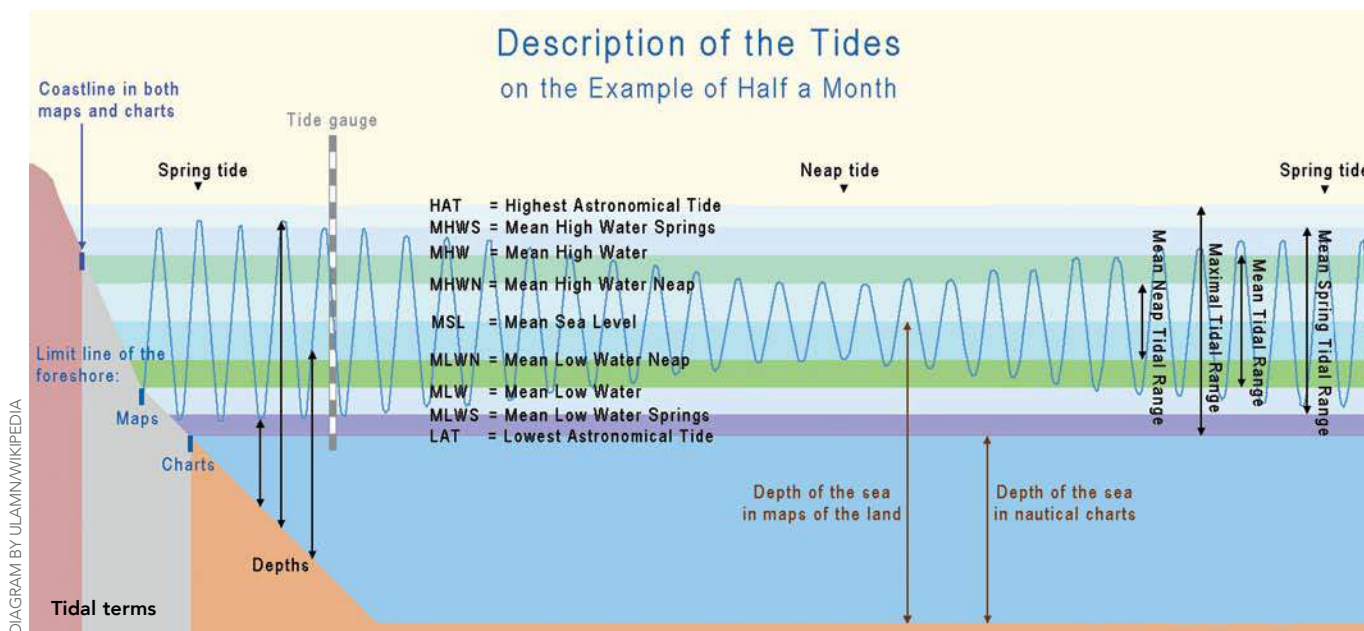 Description of the Tides
on the Example of Half a Month
Coastline in both
maps and charts
Tide gauge
Spring tide
Neap tide
Spring tide
HAT = Highest Astronomical Tide
MHWS = Mean High Water Springs
MHW = Mean High Water
MHWN = Mean High Water Neap
MSL = Mean Sea Level
MLWN = Mean Low Water Neap
MLW = Mean Low Water
MLWS = Mean Low Water Springs
LAT = Lowest Astronomical Tide
Mean Neap Tidal Range
Maximal Tidal Range
Mean Tidal Range
Mean Spring Tidal Range
Limit line of the
foreshore:
Maps
Charts
Depth of the sea
in maps of the land
Depth of the sea
in nautical charts
Depths
Tidal terms
DIAGRAM BY ULAMN/WIKIPEDIA